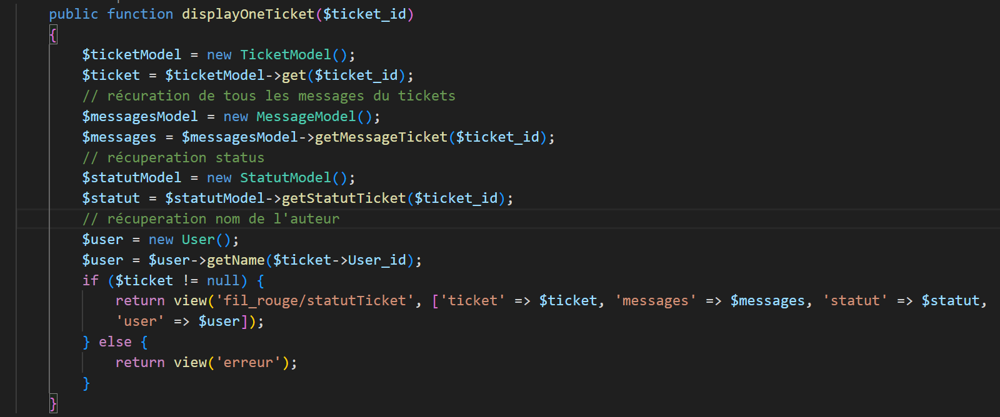 public function displayOneTicket($ticket_id)
{
$ticketModel = new TicketModel();
$ticket = $ticketModel->get($ticket_id);
// récuration de tous les messages du tickets
$messagesModel = new MessageModel();
$messages = $messagesModel->getMessageTicket($ticket_id);
// récuperation status
$statutModel = new StatutModel();
$statut = $statutModel->getStatutTicket($ticket_id);
// récuperation nom de l'auteur
$user = new User();
$user = $user->getName($ticket->User_id);
if ($ticket != null) {
return view('fil_rouge/statutTicket', ['ticket' => $ticket, 'messages' => $messages, 'statut' => $statut,
'user' => $user]);
} else {
return view('erreur');
}
}